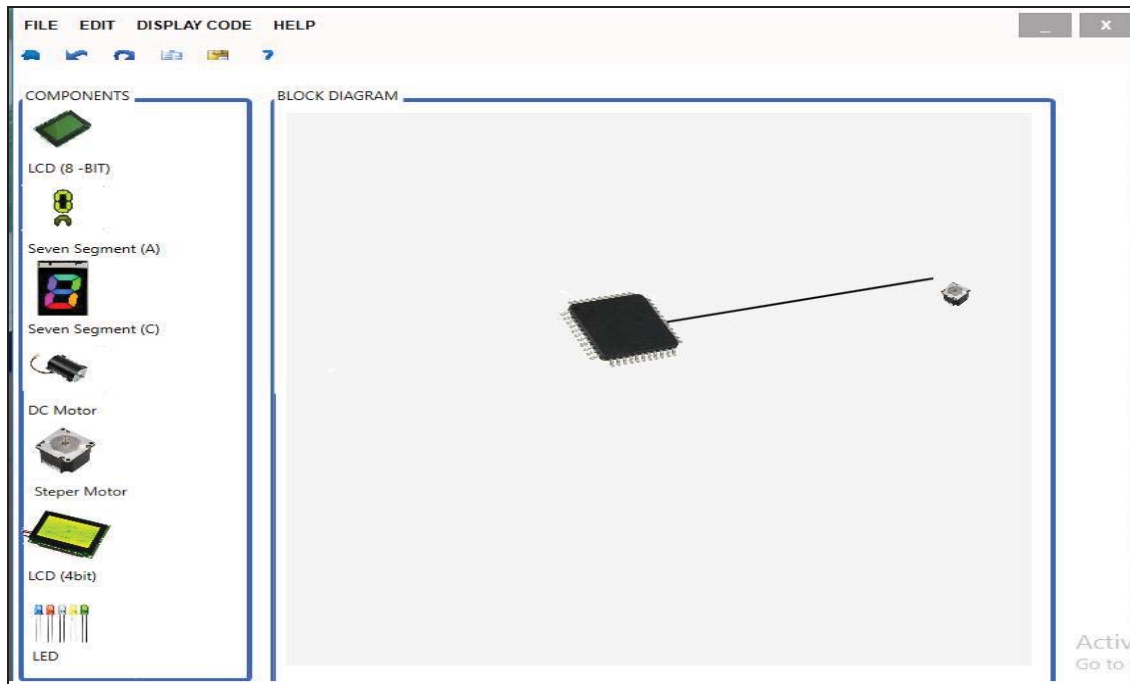 FILE EDIT DISPLAY CODE HELP
_ X
?
COMPONENTS
BLOCK DIAGRAM
LCD (8 -BIT)
Seven Segment (A)
Seven Segment (C)
DC Motor
Steper Motor
LCD (4bit)
LED
Activ
Go to